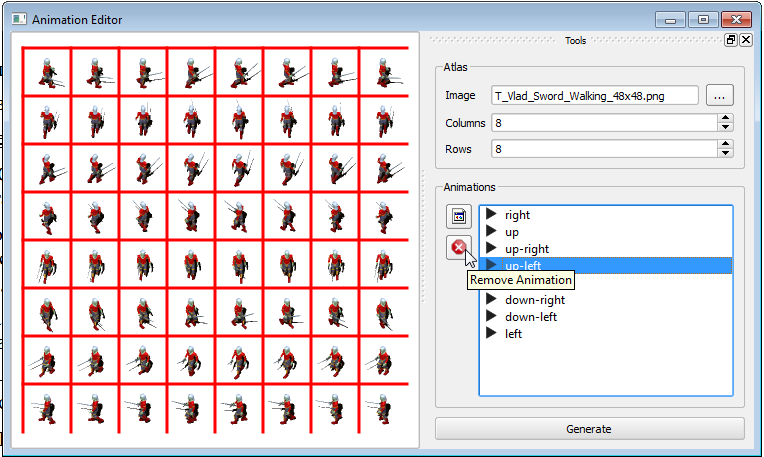 Animation Editor
Tools
Atlas
Image T_Vlad_Sword_Walking_48x48.png ...
Columns 8
Rows 8
Animations
right
up
up-right
up-left
Remove Animation
down-right
down-left
left
Generate